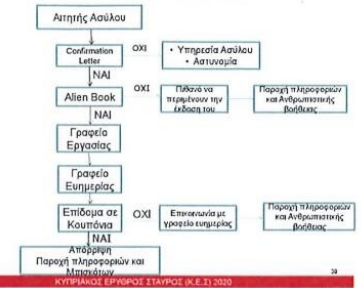 Αιτητής Ασύλου
Confirmation
Letter
ΟΧΙ
• Υπηρεσία Ασύλου
• Αστυνομία
ΝΑΙ
Alien Book
ΟΧΙ
Πιθανό να
περιμένουν την
έκδοση του
Παροχή πληροφοριών
και Ανθρωπιστικής
βοήθειας
ΝΑΙ
Γραφείο
Εργασίας
Γραφείο
Ευημερίας
Επίδομα σε
Κουπόνια
ΟΧΙ
Επικοινωνία με
γραφείο ευημερίας
Παροχή πληροφοριών
και Ανθρωπιστικής
βοήθειας
ΝΑΙ
Απόρριψη
Παροχή πληροφοριών και
Μπισκότων
39
ΚΥΠΡΙΑΚΟΣ ΕΡΥΘΡΟΣ ΣΤΑΥΡΟΣ (Κ.Ε.Σ) 2020